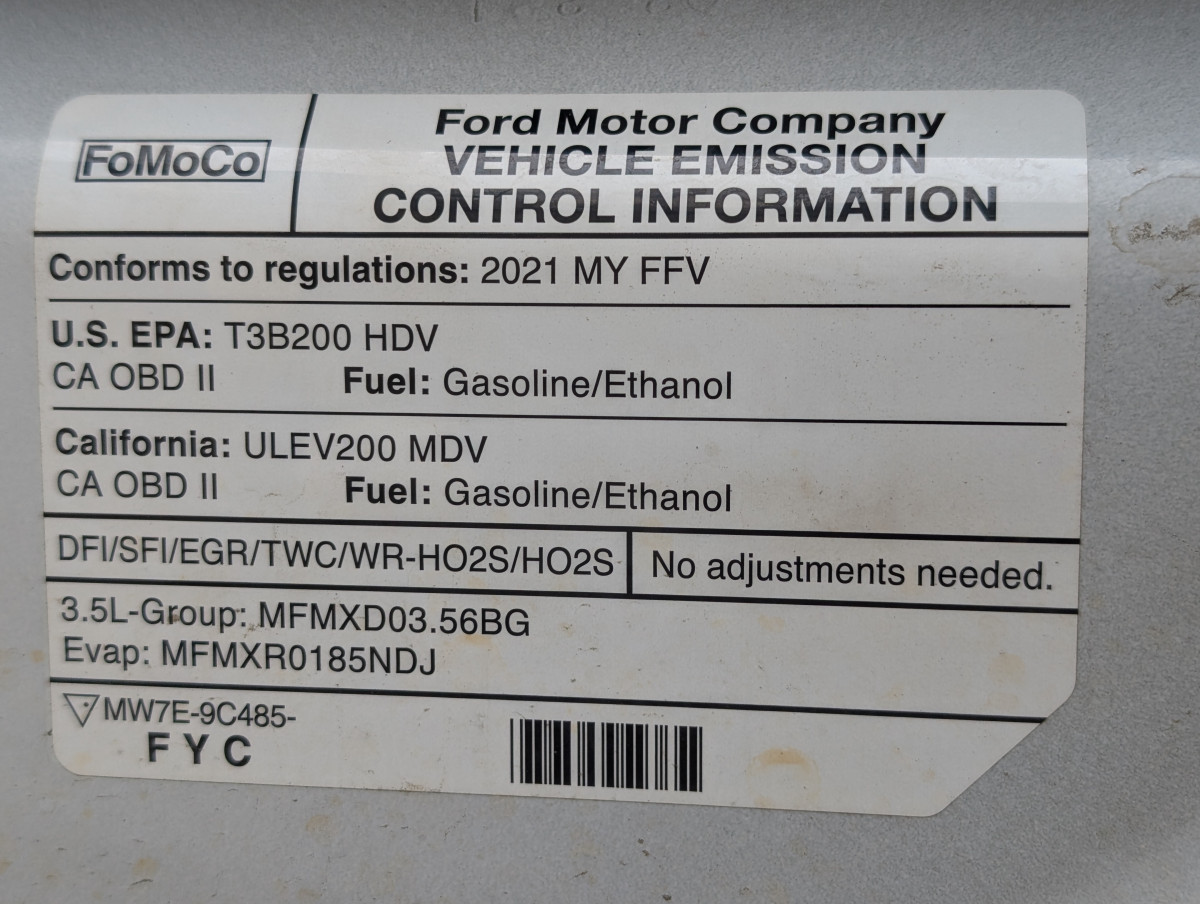 FoMoCo
Ford Motor Company
VEHICLE EMISSION
CONTROL INFORMATION
Conforms to regulations: 2021 MY FFV
U.S. EPA: T3B200 HDV
CA OBD II Fuel: Gasoline/Ethanol
California: ULEV200 MDV
CA OBD II Fuel: Gasoline/Ethanol
DFI/SFI/EGR/TWC/WR-HO2S/HO2S
No adjustments needed.
3.5L-Group: MFMXD03.56BG
Evap: MFMXR0185NDJ
MW7E-9C485-
F Y C